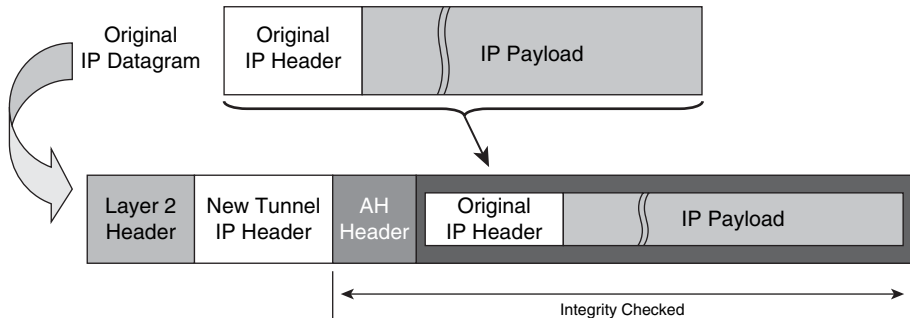 Original
IP Datagram
Original
IP Header
IP Payload
Layer 2
Header
New Tunnel
IP Header
AH
Header
Original
IP Header
IP Payload
Integrity Checked